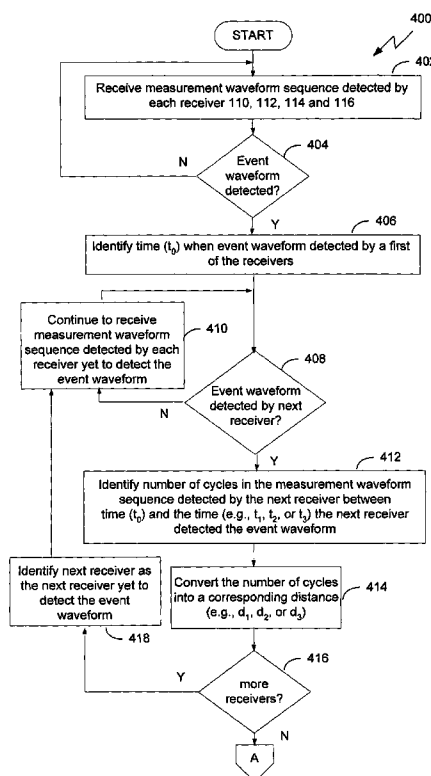 400
START
402
Receive measurement waveform sequence detected by
each receiver 110, 112, 114 and 116
404
N
Event
waveform
detected?
Y
406
Identify time (t0) when event waveform detected by a first
of the receivers
Continue to receive
measurement waveform
sequence detected by each
receiver yet to detect the
event waveform
410
408
Event waveform
detected by next
receiver?
N
Y
412
Identify number of cycles in the measurement waveform
sequence detected by the next receiver between
time (t0) and the time (e.g., t1, t2, or t3) the next receiver
detected the event waveform
Identify next receiver as
the next receiver yet to
detect the event
waveform
418
Convert the number of cycles
into a corresponding distance
(e.g., d1, d2, or d3)
414
416
Y
more
receivers?
N
A